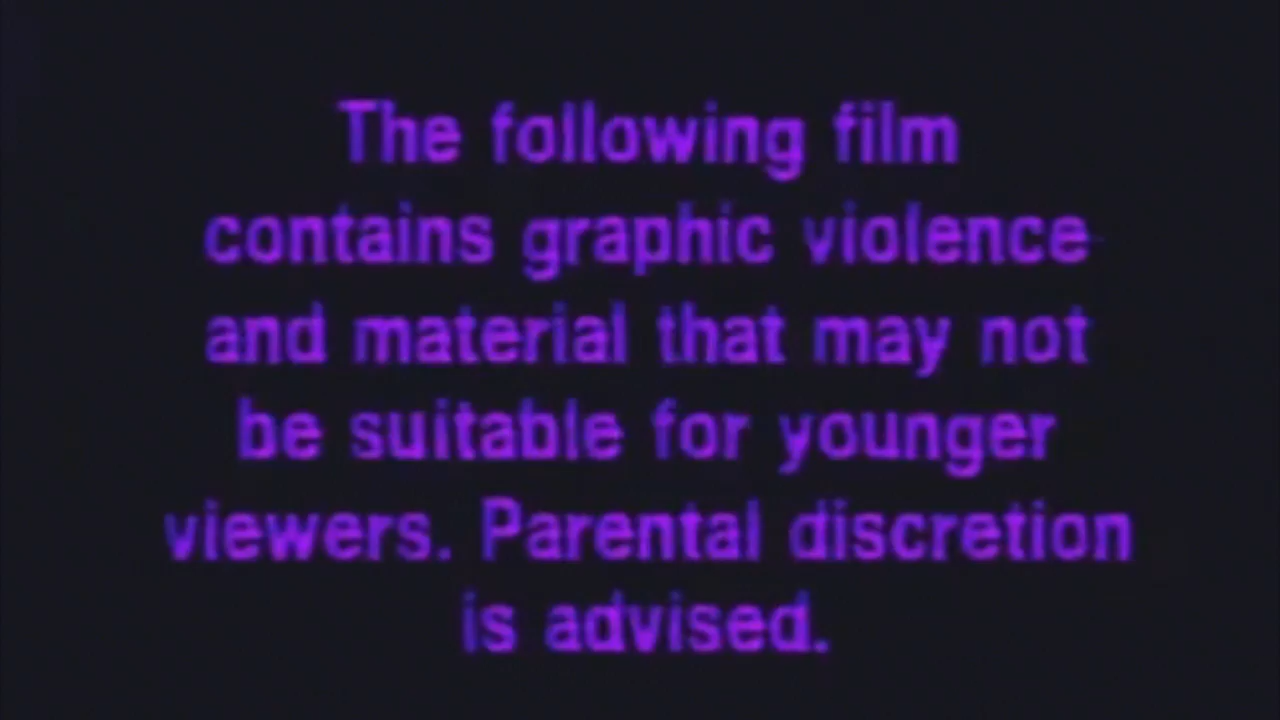 The following film
contains graphic violence
and material that may not
be suitable for younger
viewers. Parental discretion
is advised.